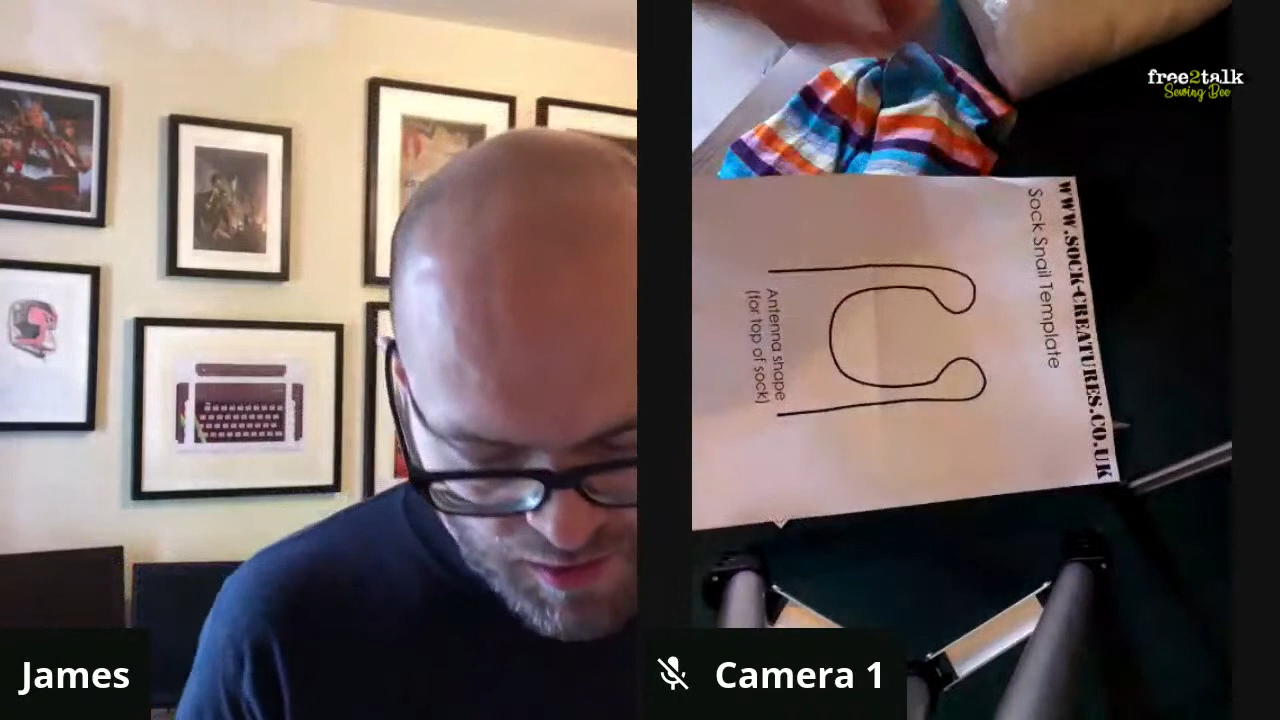 free2talk
Sewing Bee
WWW.SOCK-CREATURES.CO.UK
Sock Snail Template
Antenna shape
(for top of sock)
James
Camera 1